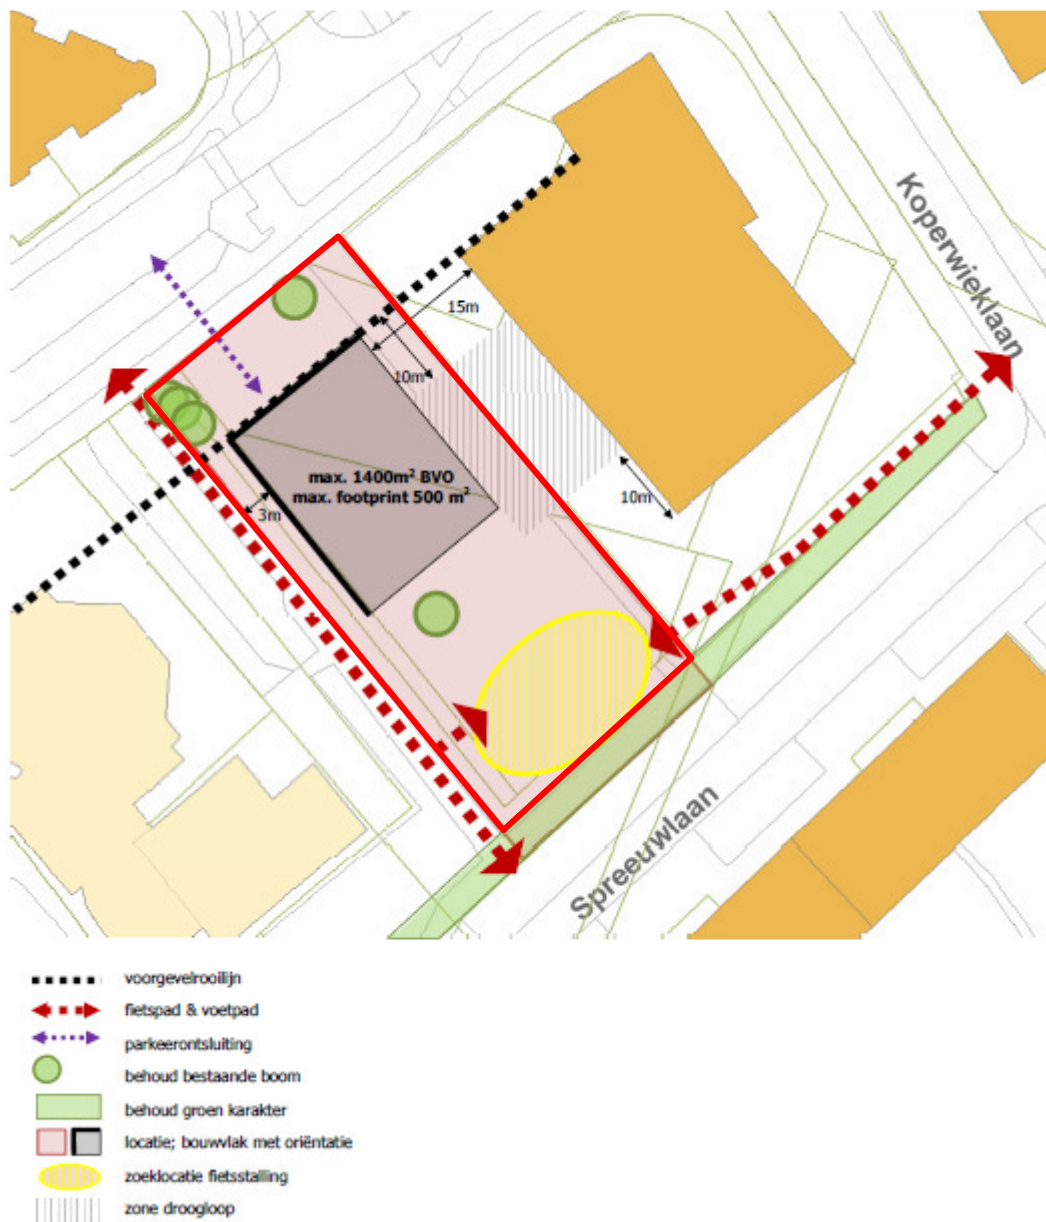 Koperwieklaan
15m
10m
max. 1400m² BVO
max. footprint 500 m²
10m
3m
Spreeuwlaan
voorgevelrooilijn
fietspad & voetpad
parkeerontsluiting
behoud bestaande boom
behoud groen karakter
locatie; bouwvlak met oriëntatie
zoeklocatie fietsstalling
zone droogloop